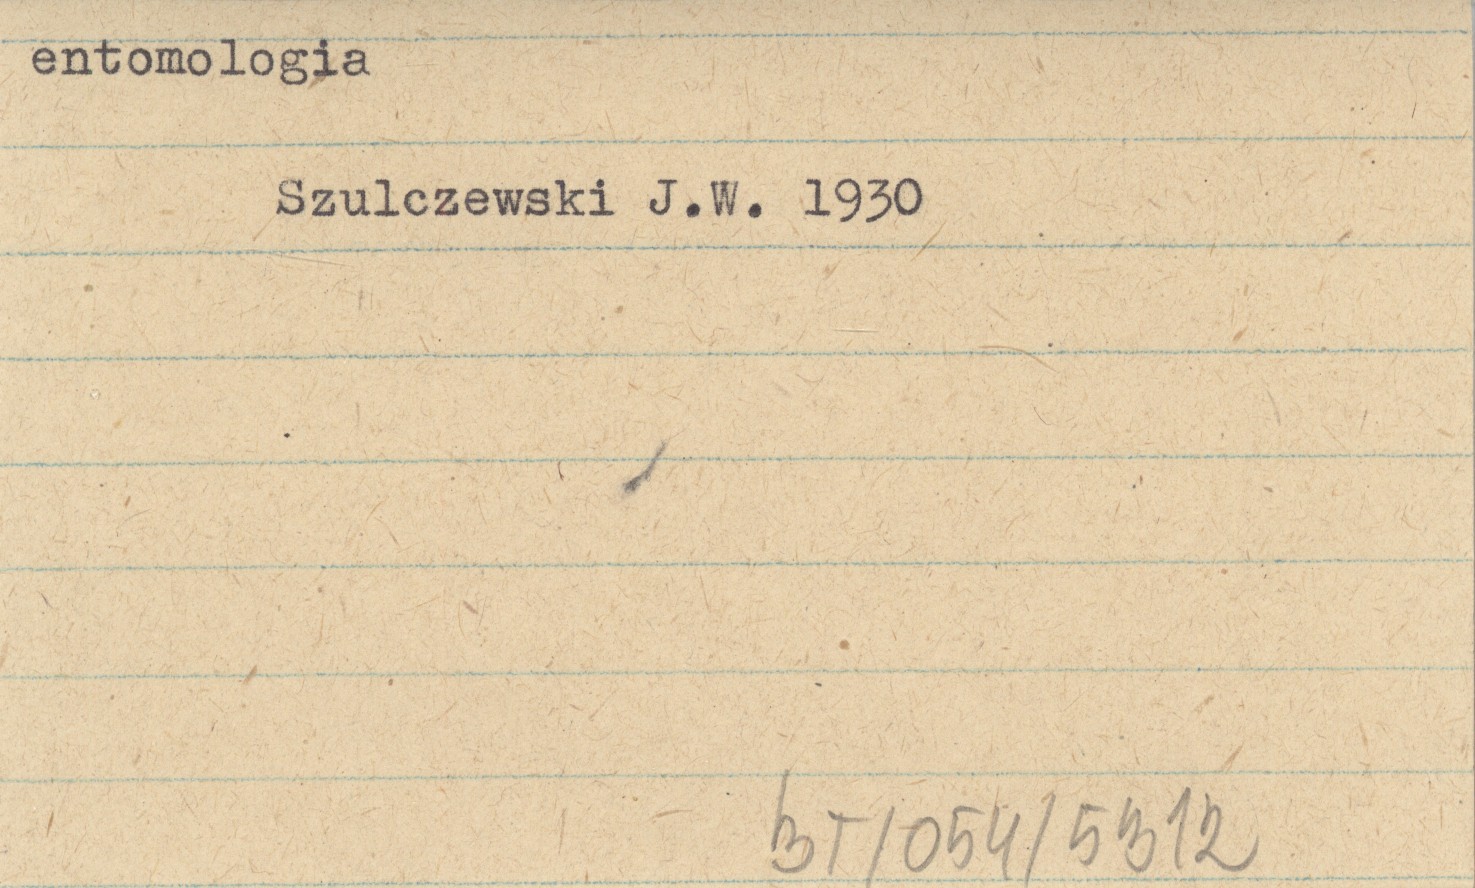 entomologia
Szulczewski J.W. 1930
BT/054/5312